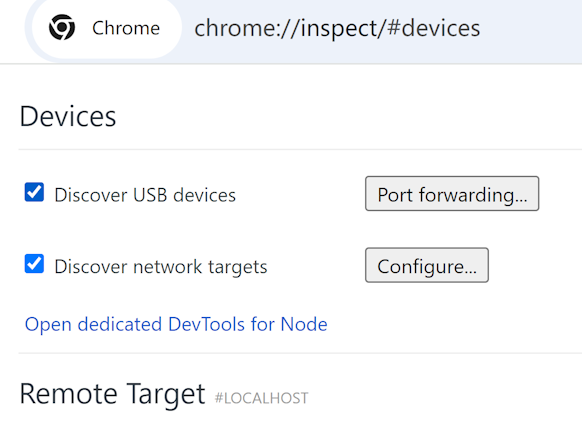 Chrome chrome://inspect/#devices
Devices
Discover USB devices Port forwarding...
Discover network targets Configure...
Open dedicated DevTools for Node
Remote Target #LOCALHOST